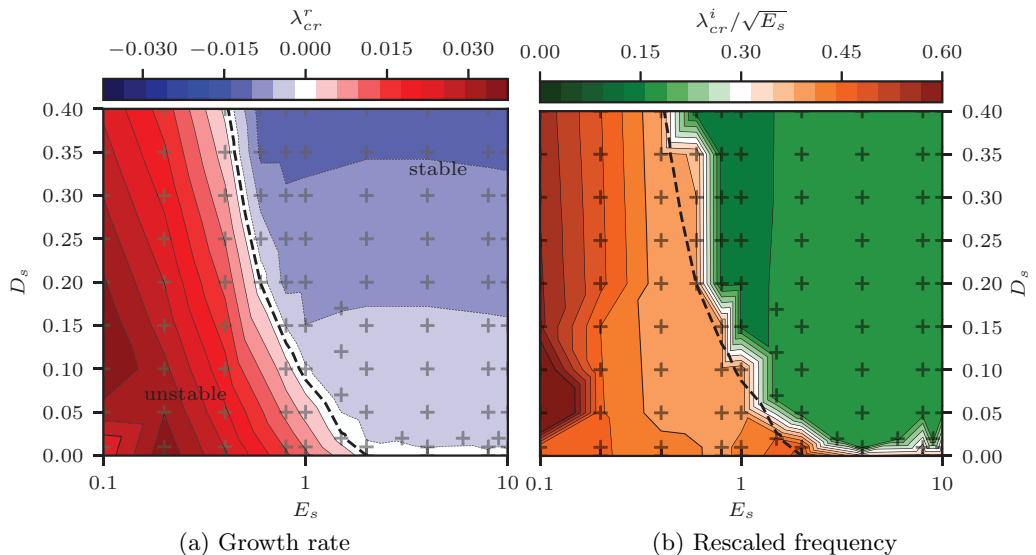 λ^r_cr
−0.030 −0.015 0.000 0.015 0.030
0.40
0.35
0.30
0.25
0.20
0.15
0.10
0.05
0.00
D_s
stable
unstable
0.1 1 10
E_s
(a) Growth rate
λ^i_cr/√E_s
0.00 0.15 0.30 0.45 0.60
0.40
0.35
0.30
0.25
0.20
0.15
0.10
0.05
0.00
D_s
0.1 1 10
E_s
(b) Rescaled frequency